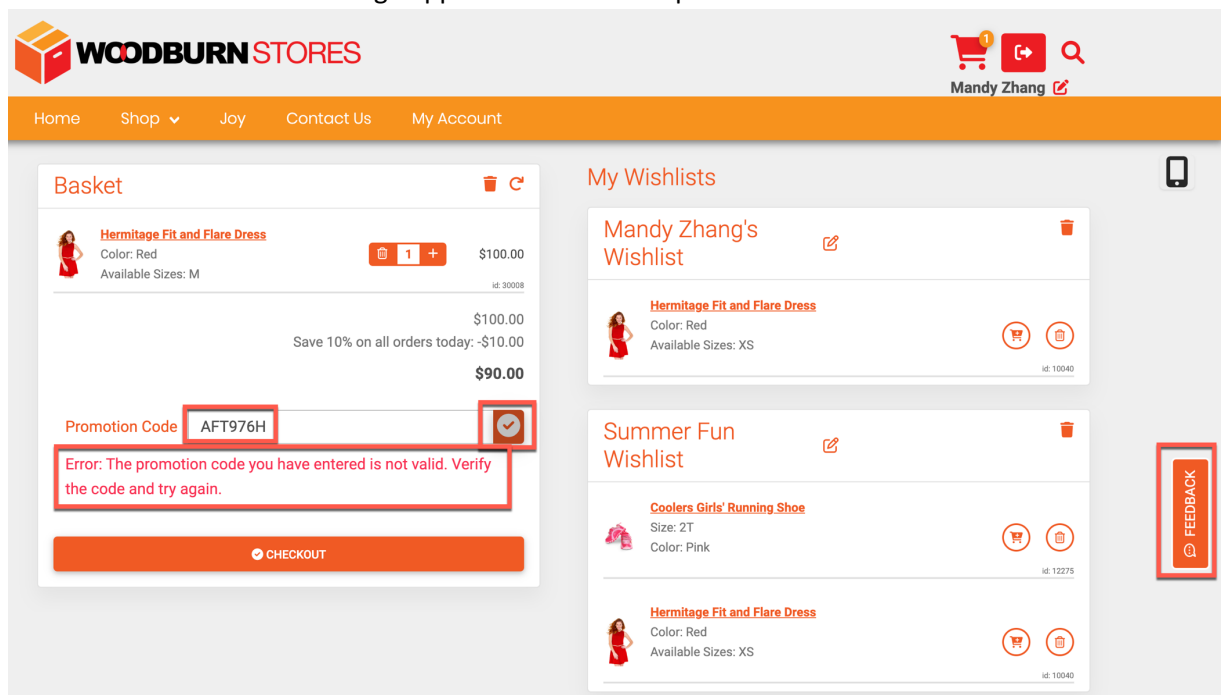 WOODBURN STORES
1
Mandy Zhang
Home Shop Joy Contact Us My Account
Basket
Hermitage Fit and Flare Dress
Color: Red
Available Sizes: M
1 +
$100.00
id: 30008
$100.00
Save 10% on all orders today: -$10.00
$90.00
Promotion Code AFT976H
Error: The promotion code you have entered is not valid. Verify
the code and try again.
CHECKOUT
My Wishlists
Mandy Zhang's
Wishlist
Hermitage Fit and Flare Dress
Color: Red
Available Sizes: XS
id: 10040
Summer Fun
Wishlist
Coolers Girls' Running Shoe
Size: 2T
Color: Pink
id: 12275
Hermitage Fit and Flare Dress
Color: Red
Available Sizes: XS
id: 10040
FEEDBACK